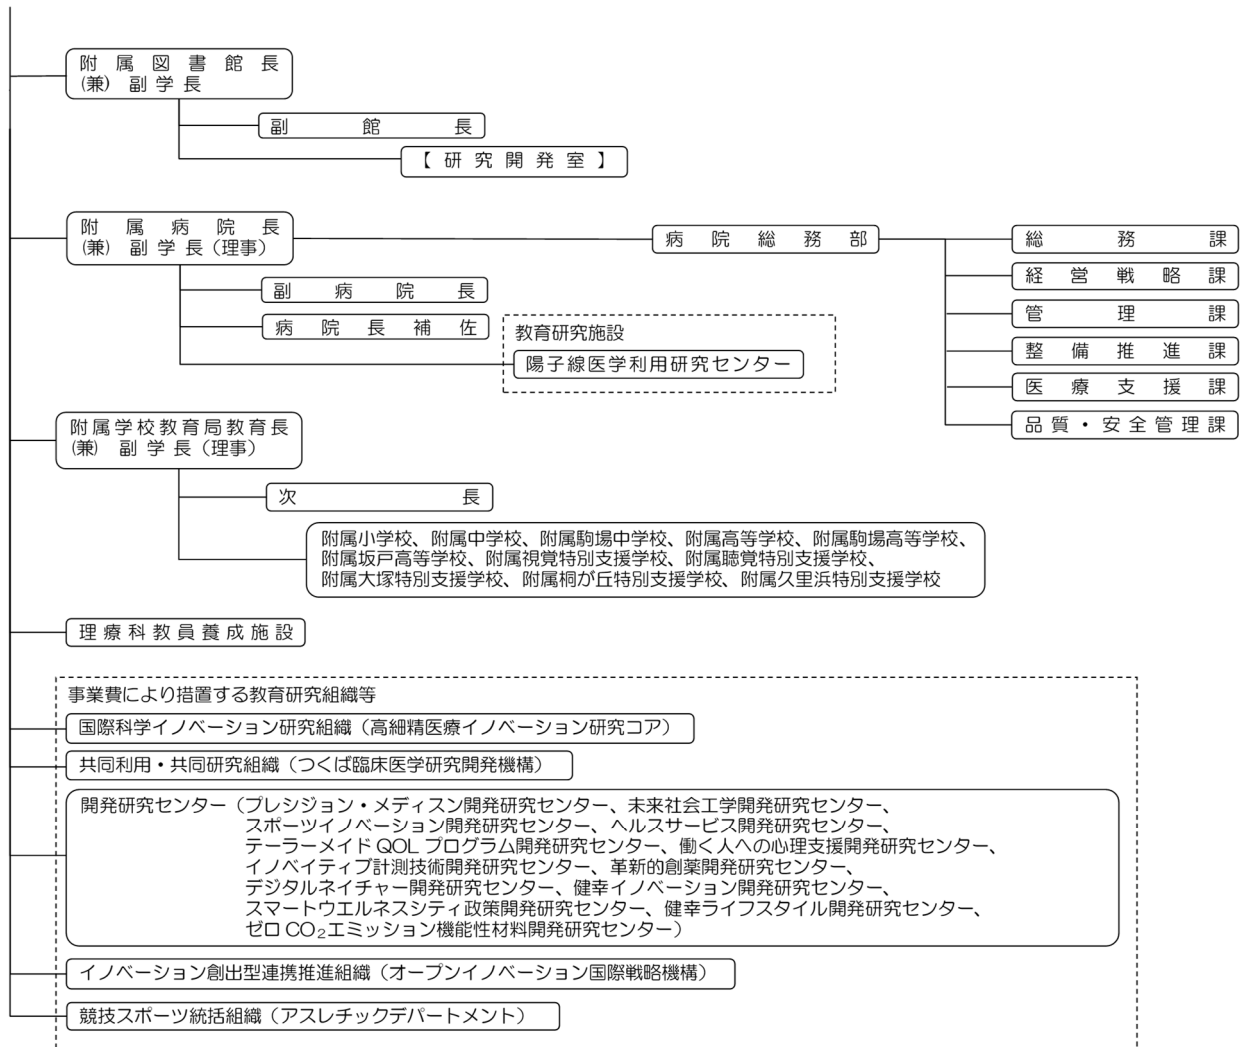 附属図書館長
(兼) 副学長
副館長
【研究開発室】
附属病院長
(兼) 副学長（理事）
病院総務部
総務課
経営戦略課
管理課
整備推進課
医療支援課
品質・安全管理課
副病院長
病院長補佐
教育研究施設
陽子線医学利用研究センター
附属学校教育局教育長
(兼) 副学長（理事）
次長
附属小学校、附属中学校、附属駒場中学校、附属高等学校、附属駒場高等学校、
附属坂戸高等学校、附属視覚特別支援学校、附属聴覚特別支援学校、
附属大塚特別支援学校、附属桐が丘特別支援学校、附属久里浜特別支援学校
理療科教員養成施設
事業費により措置する教育研究組織等
国際科学イノベーション研究組織（高細精医療イノベーション研究コア）
共同利用・共同研究組織（つくば臨床医学研究開発機構）
開発研究センター（プレシジョン・メディスン開発研究センター、未来社会工学開発研究センター、
スポーツイノベーション開発研究センター、ヘルスサービス開発研究センター、
テーラーメイドQOLプログラム開発研究センター、働く人への心理支援開発研究センター、
イノベイティブ計測技術開発研究センター、革新的創薬開発研究センター、
デジタルネイチャー開発研究センター、健幸イノベーション開発研究センター、
スマートウエルネスシティ政策開発研究センター、健幸ライフスタイル開発研究センター、
ゼロCO₂エミッション機能性材料開発研究センター）
イノベーション創出型連携推進組織（オープンイノベーション国際戦略機構）
競技スポーツ統括組織（アスレチックデパートメント）